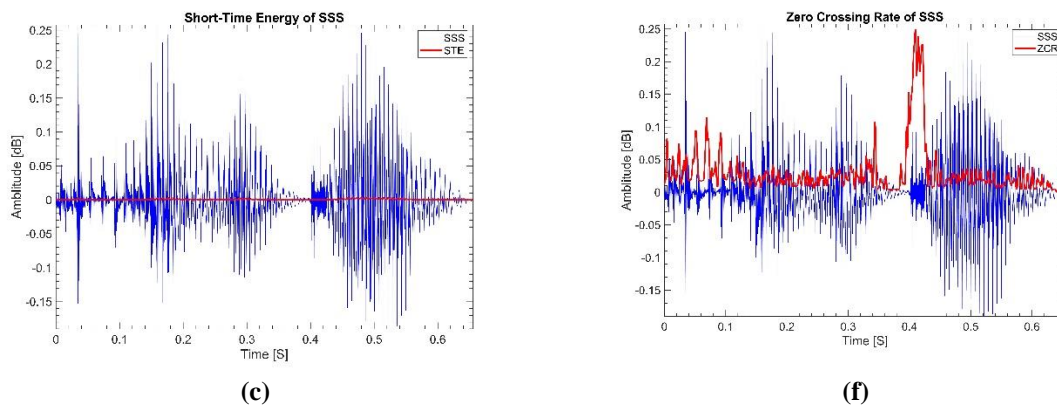 Short-Time Energy of SSS
0.25
0.2
0.15
0.1
0.05
0
-0.05
-0.1
-0.15
Amblitude [dB]
SSS
STE
0 0.1 0.2 0.3 0.4 0.5 0.6
Time [S]
(c)
Zero Crossing Rate of SSS
0.25
0.2
0.15
0.1
0.05
0
-0.05
-0.1
-0.15
Amblitude [dB]
SSS
ZCR
0 0.1 0.2 0.3 0.4 0.5 0.6
Time [S]
(f)